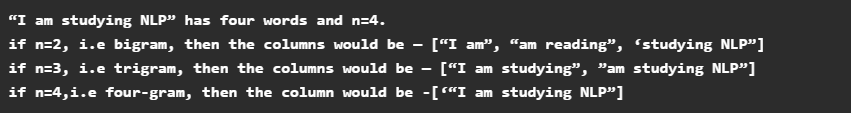 “I am studying NLP” has four words and n=4.
if n=2, i.e bigram, then the columns would be — [“I am”, “am reading”, ‘studying NLP”]
if n=3, i.e trigram, then the columns would be — [“I am studying”, ”am studying NLP”]
if n=4,i.e four-gram, then the column would be -[‘“I am studying NLP”]